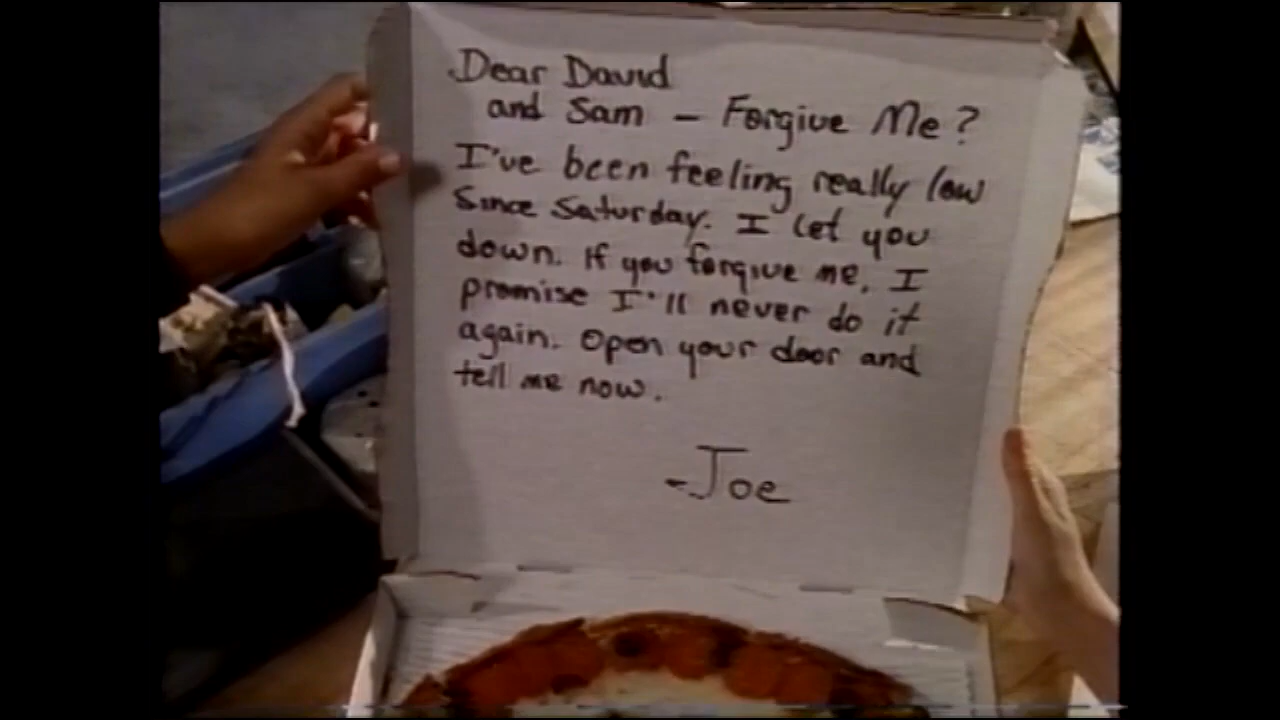 Dear David
and Sam – Forgive Me?
I've been feeling really low
Since Saturday. I let you
down. If you forgive me, I
promise I'll never do it
again. Open your door and
tell me now.
-Joe